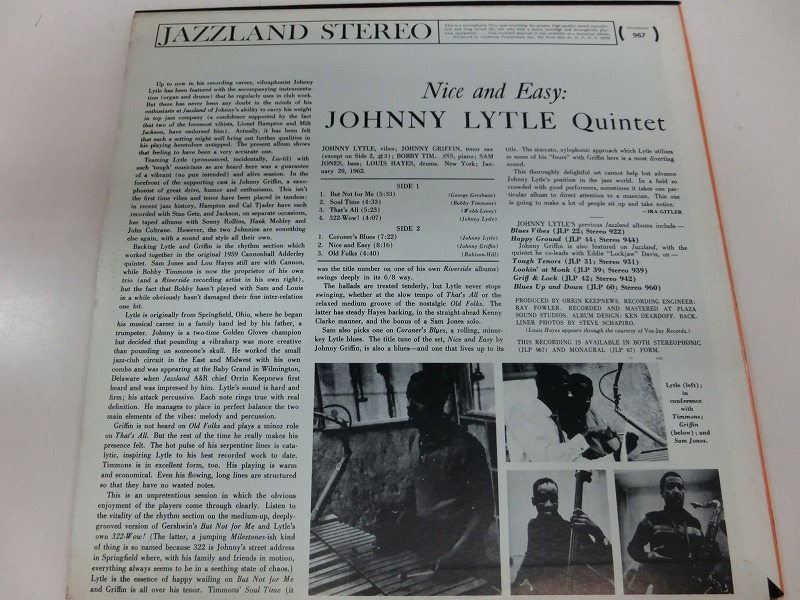 JAZZLAND STEREO
967
Nice and Easy:
JOHNNY LYTLE Quintet
Up to now in his recording career, vibraphonist Johnny
Lytle has been featured with the accompanying instrumenta-
tion (organ and drums) that he regularly uses in club work.
But there has never been any doubt in the minds of his
enthusiasts at Jazzland of Johnny's ability to carry his weight
in top jazz company (a confidence supported by the fact
that two of the foremost vibists, Lionel Hampton and Milt
Jackson, have endorsed him). Actually, it has been felt
that such a setting might well bring out further qualities in
his playing heretofore untapped. The present album shows
that feeling to have been a very accurate one.
Teaming Lytle (pronounced, incidentally, Lie-til) with
such 'tough' musicians as are heard here was a guarantee
of a vibrant (no pun intended) and alive session. In the
forefront of the supporting cast is Johnny Griffin, a saxo-
phonist of great drive, humor and enthusiasm. This isn't
the first time vibes and tenor have been placed in tandem:
in recent jazz history, Hampton and Cal Tjader have each
recorded with Stan Getz, and Jackson, on separate occasions,
has taped albums with Sonny Rollins, Hank Mobley and
John Coltrane. However, the two Johnnies are something
else again, with a sound and style all their own.
Backing Lytle and Griffin is the rhythm section which
worked together in the original 1959 Cannonball Adderley
quintet. Sam Jones and Lou Hayes still are with Cannon,
while Bobby Timmons is now the proprietor of his own
trio (and a Riverside recording artist in his own right),
but the fact that Bobby hasn't played with Sam and Louis
in a while obviously hasn't damaged their fine inter-relation
one bit.
Lytle is originally from Springfield, Ohio, where he began
his musical career in a family band led by his father, a
trumpeter. Johnny is a two-time Golden Gloves champion
but decided that pounding a vibraharp was more creative
than pounding on someone's skull. He worked the small
jazz-club circuit in the East and Midwest with his own
combo and was appearing at the Baby Grand in Wilmington,
Delaware when Jazzland A&R chief Orrin Keepnews first
heard and was impressed by him. Lytle's sound is hard and
firm; his attack percussive. Each note rings true with real
definition. He manages to place in perfect balance the two
main elements of the vibes: melody and percussion.
Griffin is not heard on Old Folks and plays a minor role
on That's All. But the rest of the time he really makes his
presence felt. The hot pulse of his serpentine lines is cata-
lytic, inspiring Lytle to his best recorded work to date.
Timmons is in excellent form, too. His playing is warm
and economical. Even his flowing, long lines are structured
so that they have no wasted notes.
This is an unpretentious session in which the obvious
enjoyment of the players come through clearly. Listen to
the vitality of the rhythm section on the medium-up, deeply-
grooved version of Gershwin's But Not for Me and Lytle's
own 322-Wow! (The latter, a jumping Milestones-ish kind
of thing is so named because 322 is Johnny's street address
in Springfield where, with his family and friends in motion,
everything always seems to be in a seething state of chaos.)
Lytle is the essence of happy wailing on But Not for Me
and Griffin is all over his tenor. Timmons' Soul Time (it
JOHNNY LYTLE, vibes; JOHNNY GRIFFIN, tenor sax
(except on Side 2, #3); BOBBY TIM.. .ONS, piano; SAM
JONES, bass; LOUIS HAYES, drums. New York; Jan-
uary 29, 1962.
SIDE 1
1. But Not for Me (5:33) (George Gershwin)
2. Soul Time (4:33) (Bobby Timmons)
3. That's All (5:23)
4. 322-Wow! (4:07) (Johnny Lytle)
SIDE 2
1. Coroner's Blues (7:22) (Johnny Lytle)
2. Nice and Easy (8:16) (Johnny Griffin)
3. Old Folks (4:40) (Robison-Hill)
was the title number on one of his own Riverside albums)
swings deeply in its 6/8 way.
The ballads are treated tenderly, but Lytle never stops
swinging, whether at the slow tempo of That's All or the
relaxed medium groove of the nostalgic Old Folks. The
latter has steady Hayes backing, in the straight-ahead Kenny
Clarke manner, and the bonus of a Sam Jones solo.
Sam also picks one on Coroner's Blues, a rolling, minor-
key Lytle blues. The title tune of the set, Nice and Easy by
Johnny Griffin, is also a blues—and one that lives up to its
title. The staccato, xylophonic approach which Lytle utilizes
in some of his "fours" with Griffin here is a most diverting
sound.
This thoroughly delightful set cannot help but advance
Johnny Lytle's position in the jazz world. In a field so
crowded with good performers, sometimes it takes one par-
ticular album to direct attention to a musician. This one
is going to make a lot of people sit up and take notice.
— IRA GITLER
JOHNNY LYTLE's previous Jazzland albums include—
Blues Vibes (JLP 22; Stereo 922)
Happy Ground (JLP 44; Stereo 944)
Johnny Griffin is also featured on Jazzland, with the
quintet he co-leads with Eddie "Lockjaw" Davis, on—
Tough Tenors (JLP 31; Stereo 931)
Lookin' at Monk (JLP 39; Stereo 939)
Griff & Lock (JLP 42; Stereo 942)
Blues Up and Down (JLP 60; Stereo 960)
PRODUCED BY ORRIN KEEPNEWS. RECORDING ENGINEER:
RAY FOWLER. RECORDED AND MASTERED AT PLAZA
SOUND STUDIOS. ALBUM DESIGN: KEN DEARDOFF. BACK-
LINER PHOTOS BY STEVE SCHAPIRO.
(Louis Hayes appears through the courtesy of Vee-Jay Records.)
THIS RECORDING IS AVAILABLE IN BOTH STEREOPHONIC
(JLP 967) AND MONAURAL (JLP 67) FORM.
Lytle (left);
in
conference
with
Timmons;
Griffin
(below); and
Sam Jones.